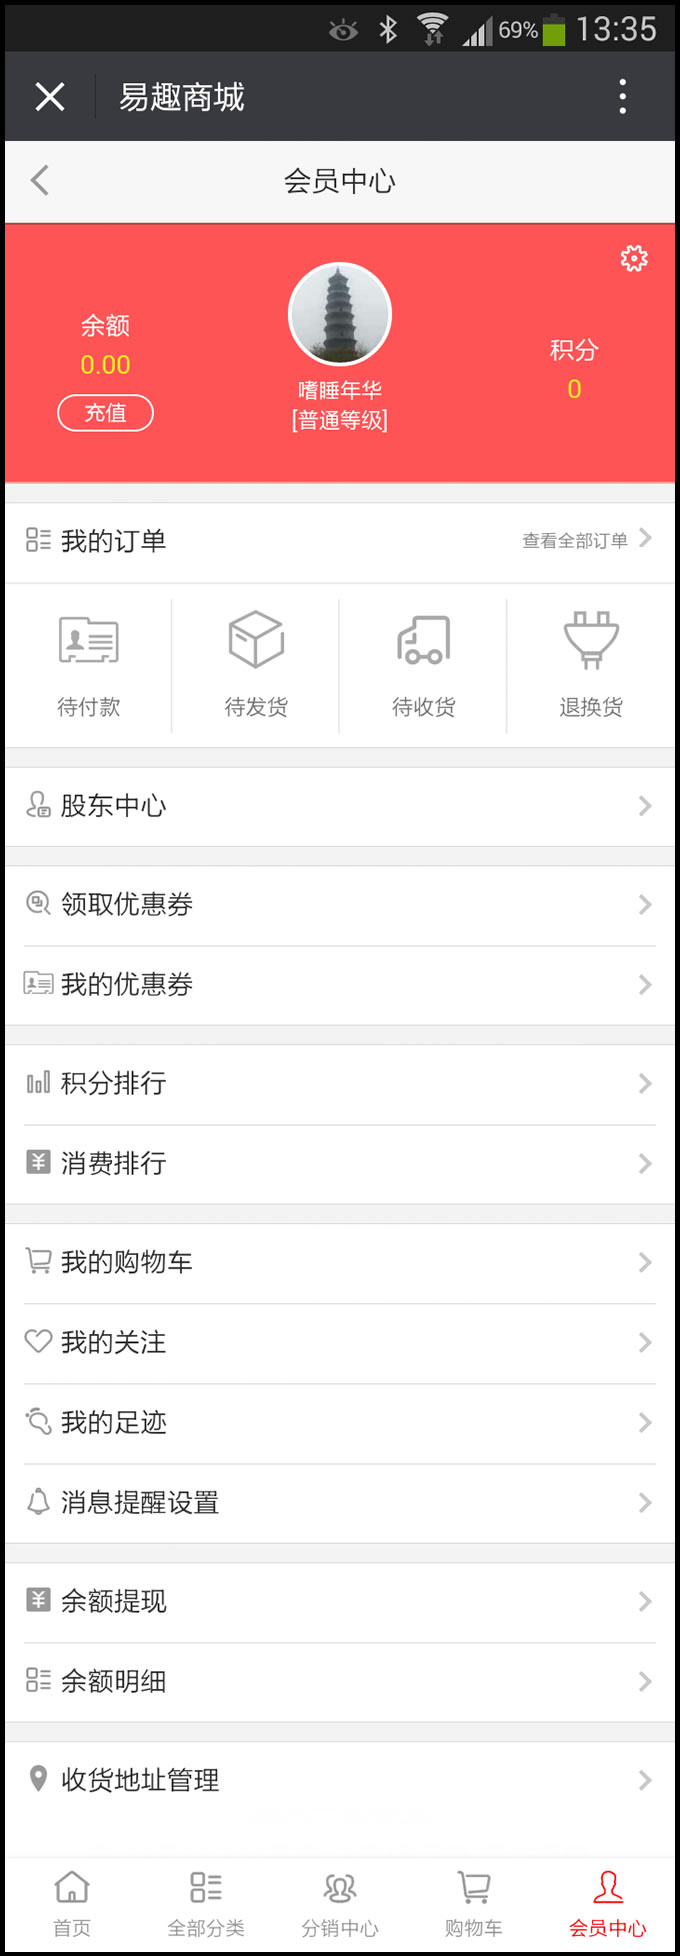 69% 13:35
易趣商城
会员中心
余额
0.00
充值
嗜睡年华
[普通等级]
积分
0
我的订单 查看全部订单
待付款 待发货 待收货 退换货
股东中心
领取优惠券
我的优惠券
积分排行
消费排行
我的购物车
我的关注
我的足迹
消息提醒设置
余额提现
余额明细
收货地址管理
首页 全部分类 分销中心 购物车 会员中心